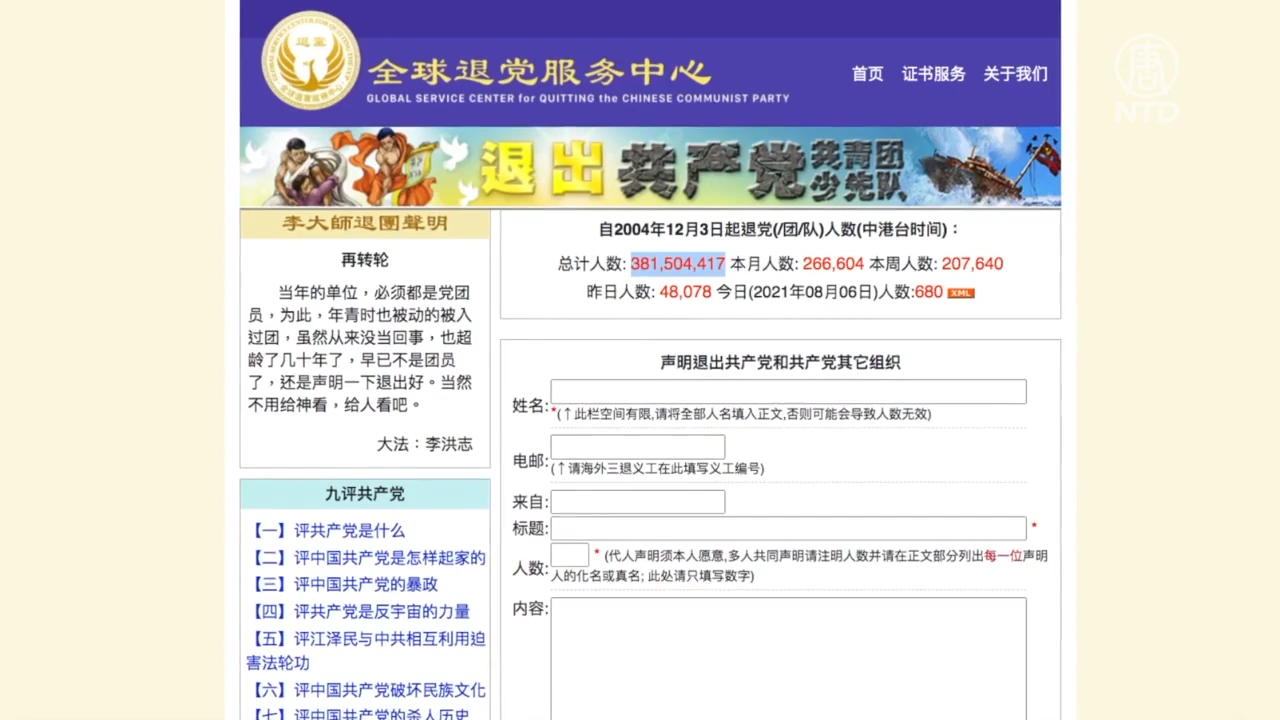 全球退党服务中心
GLOBAL SERVICE CENTER for QUITTING the CHINESE COMMUNIST PARTY
首页 证书服务 关于我们
NTD
退出共产党 共青团 少先队
李大師退團聲明
再转轮
当年的单位，必须都是党团
员，为此，年青时也被动的被入
过团，虽然从来没当回事，也超
龄了几十年了，早已不是团员
了，还是声明一下退出好。当然
不用给神看，给人看吧。
大法：李洪志
九评共产党
【一】评共产党是什么
【二】评中国共产党是怎样起家的
【三】评中国共产党的暴政
【四】评共产党是反宇宙的力量
【五】评江泽民与中共相互利用迫
害法轮功
【六】评中国共产党破坏民族文化
【七】评中国共产党的杀人历史
自2004年12月3日起退党(/团/队)人数(中港台时间)：
总计人数: 381,504,417 本月人数: 266,604 本周人数: 207,640
昨日人数: 48,078 今日(2021年08月06日)人数:680 XML
声明退出共产党和共产党其它组织
姓名:
*(↑此栏空间有限,请将全部人名填入正文,否则可能会导致人数无效)
电邮:
(↑请海外三退义工在此填写义工编号)
来自:
标题: *
人数: * (代人声明须本人愿意,多人共同声明请注明人数并请在正文部分列出每一位声明
人的化名或真名; 此处请只填写数字)
内容: